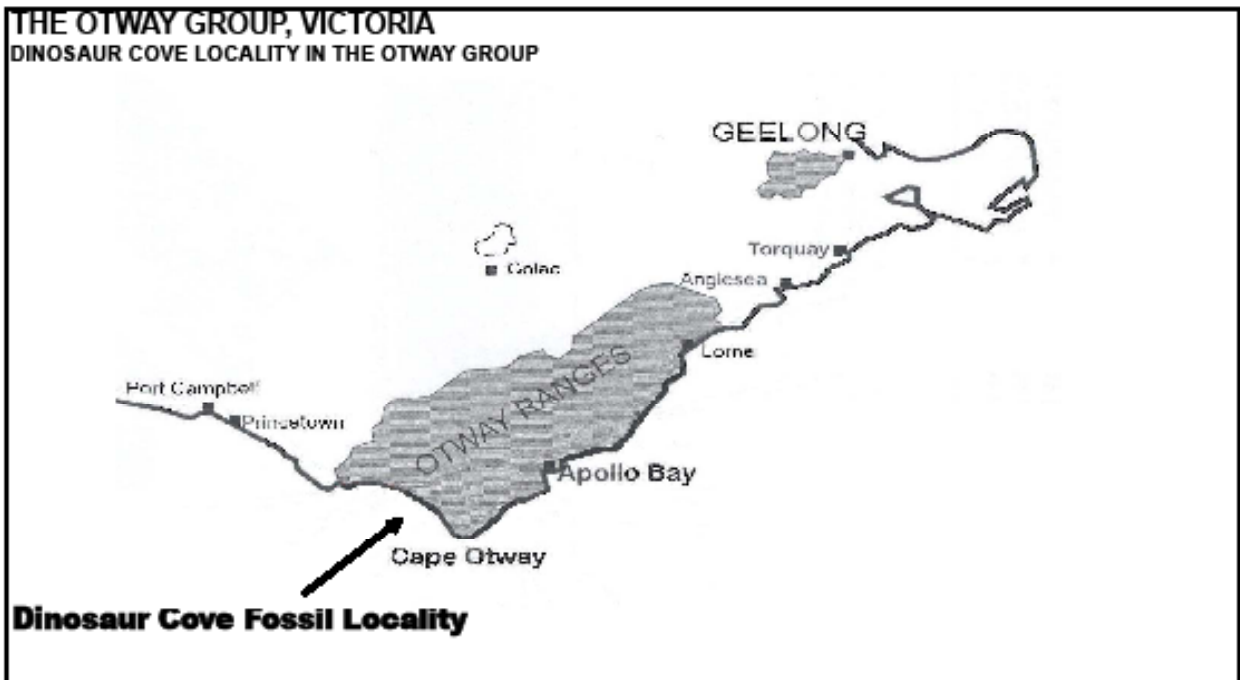 THE OTWAY GROUP, VICTORIA
DINOSAUR COVE LOCALITY IN THE OTWAY GROUP
GEELONG
Torquay
Colac
Anglesea
Lorne
OTWAY RANGES
Port Campbell
Princetown
Apollo Bay
Cape Otway
Dinosaur Cove Fossil Locality